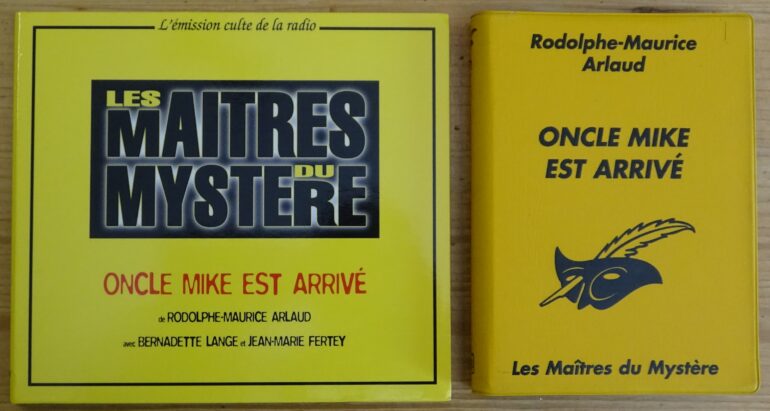 L'émission culte de la radio
LES
MAITRES
DU
MYSTERE
ONCLE MIKE EST ARRIVÉ
de RODOLPHE-MAURICE ARLAUD
avec BERNADETTE LANGE et JEAN-MARIE FERTEY
Rodolphe-Maurice
Arlaud
ONCLE MIKE
EST ARRIVÉ
Les Maîtres du Mystère